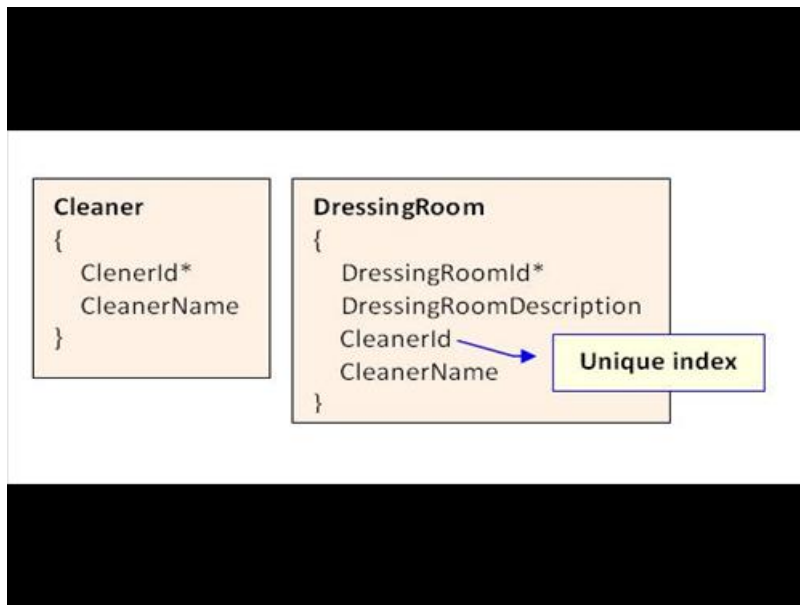 Cleaner
{
ClenerId*
CleanerName
}
DressingRoom
{
DressingRoomId*
DressingRoomDescription
CleanerId
CleanerName
}
Unique index